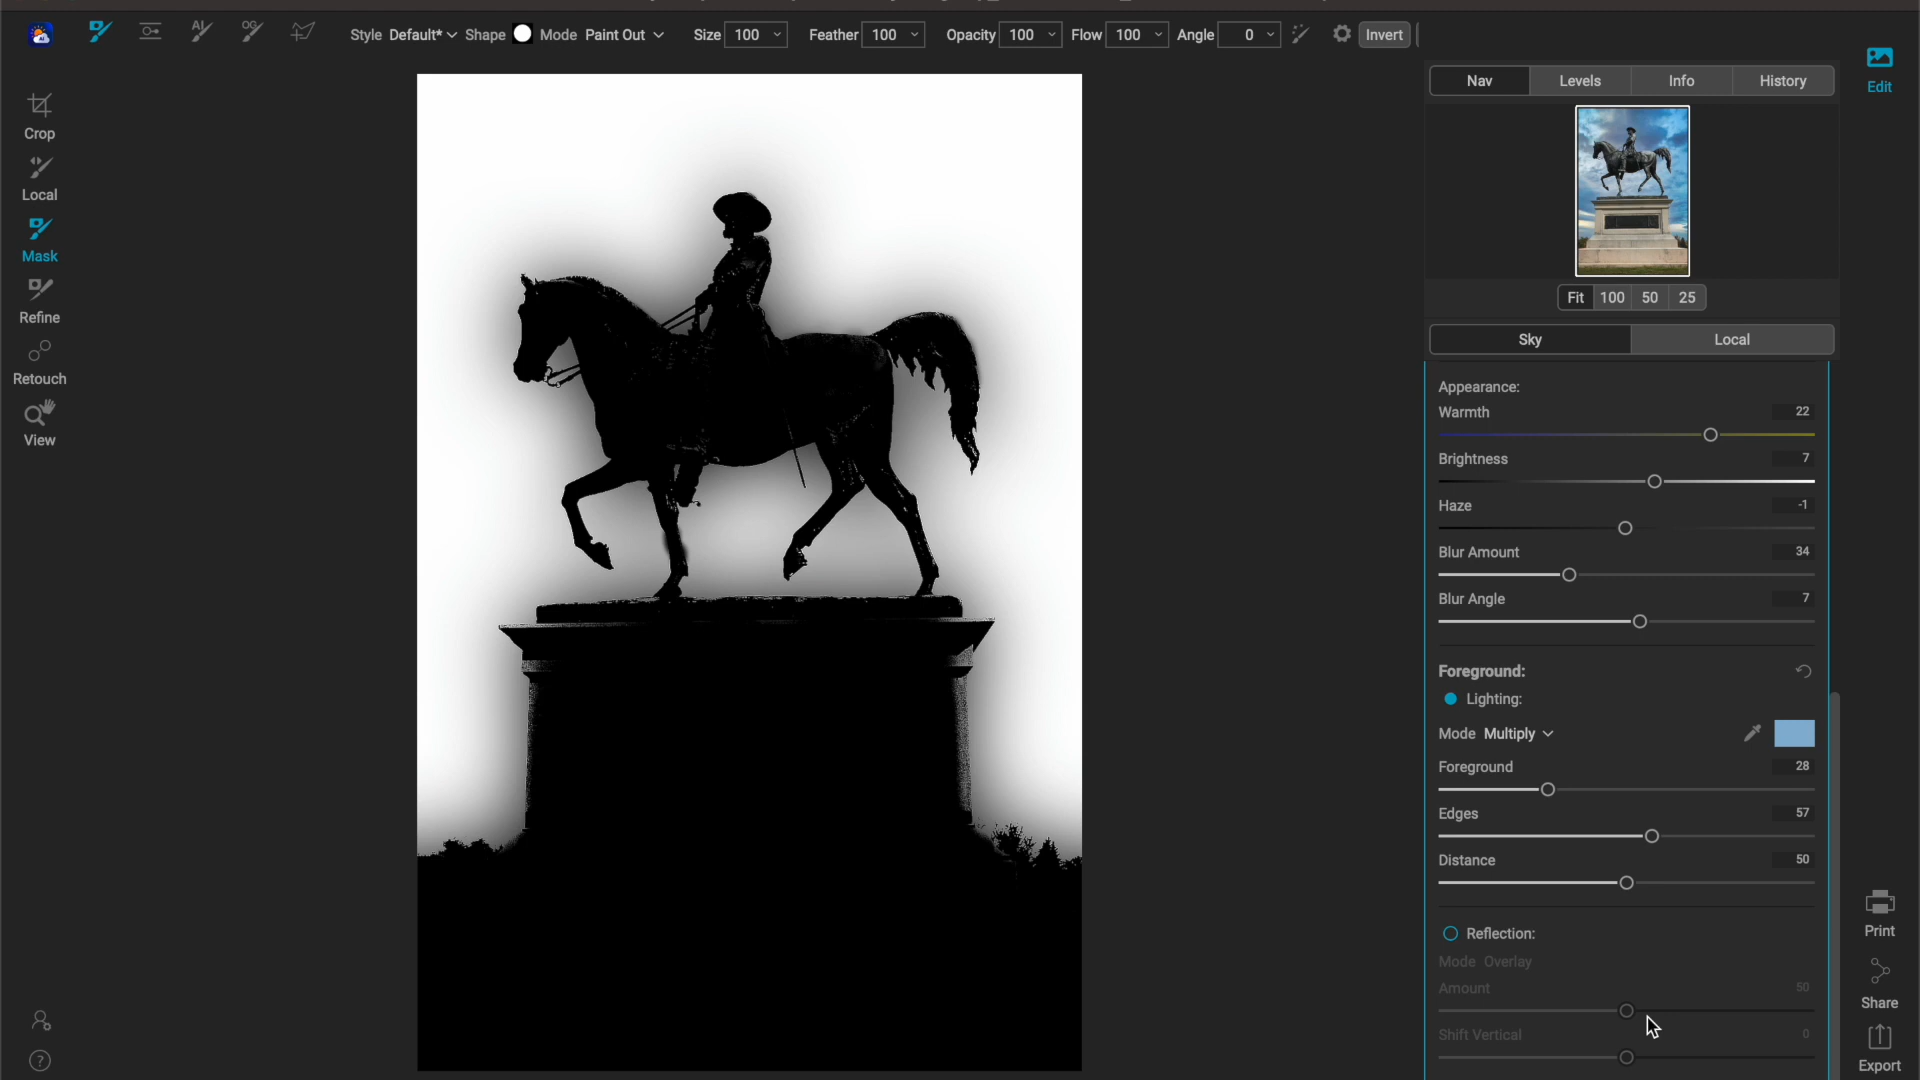 Style Default* Shape Mode Paint Out Size 100 Feather 100 Opacity 100 Flow 100 Angle 0 Invert
Crop
Local
Mask
Refine
Retouch
View
Nav Levels Info History
Fit 100 50 25
Sky Local
Appearance:
Warmth 22
Brightness 7
Haze -1
Blur Amount 34
Blur Angle 7
Foreground:
Lighting:
Mode Multiply
Foreground 28
Edges 57
Distance 50
Reflection:
Mode Overlay
Amount 50
Shift Vertical 0
Edit
Print
Share
Export